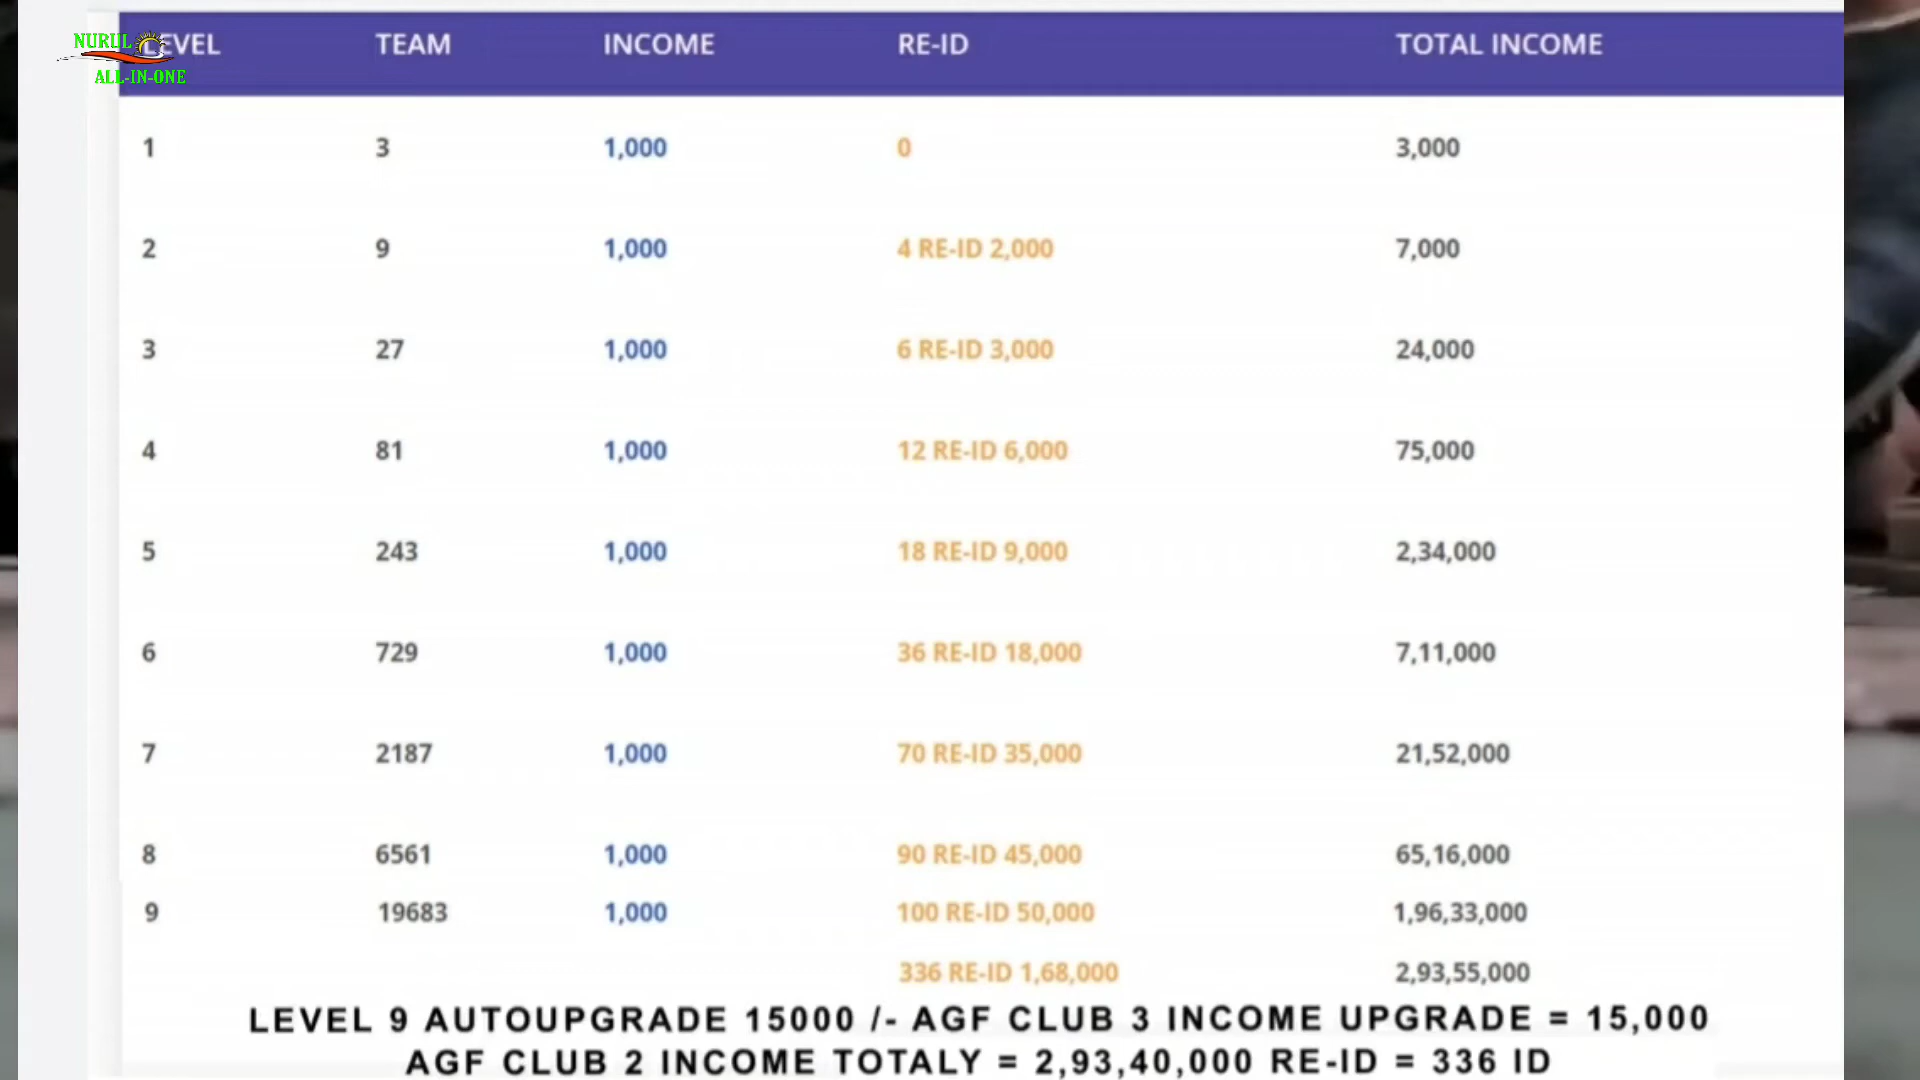 NURUL
ALL-IN-ONE
LEVEL TEAM INCOME RE-ID TOTAL INCOME
1 3 1,000 0 3,000
2 9 1,000 4 RE-ID 2,000 7,000
3 27 1,000 6 RE-ID 3,000 24,000
4 81 1,000 12 RE-ID 6,000 75,000
5 243 1,000 18 RE-ID 9,000 2,34,000
6 729 1,000 36 RE-ID 18,000 7,11,000
7 2187 1,000 70 RE-ID 35,000 21,52,000
8 6561 1,000 90 RE-ID 45,000 65,16,000
9 19683 1,000 100 RE-ID 50,000 1,96,33,000
336 RE-ID 1,68,000 2,93,55,000
LEVEL 9 AUTOUPGRADE 15000 /- AGF CLUB 3 INCOME UPGRADE = 15,000
AGF CLUB 2 INCOME TOTALY = 2,93,40,000 RE-ID = 336 ID